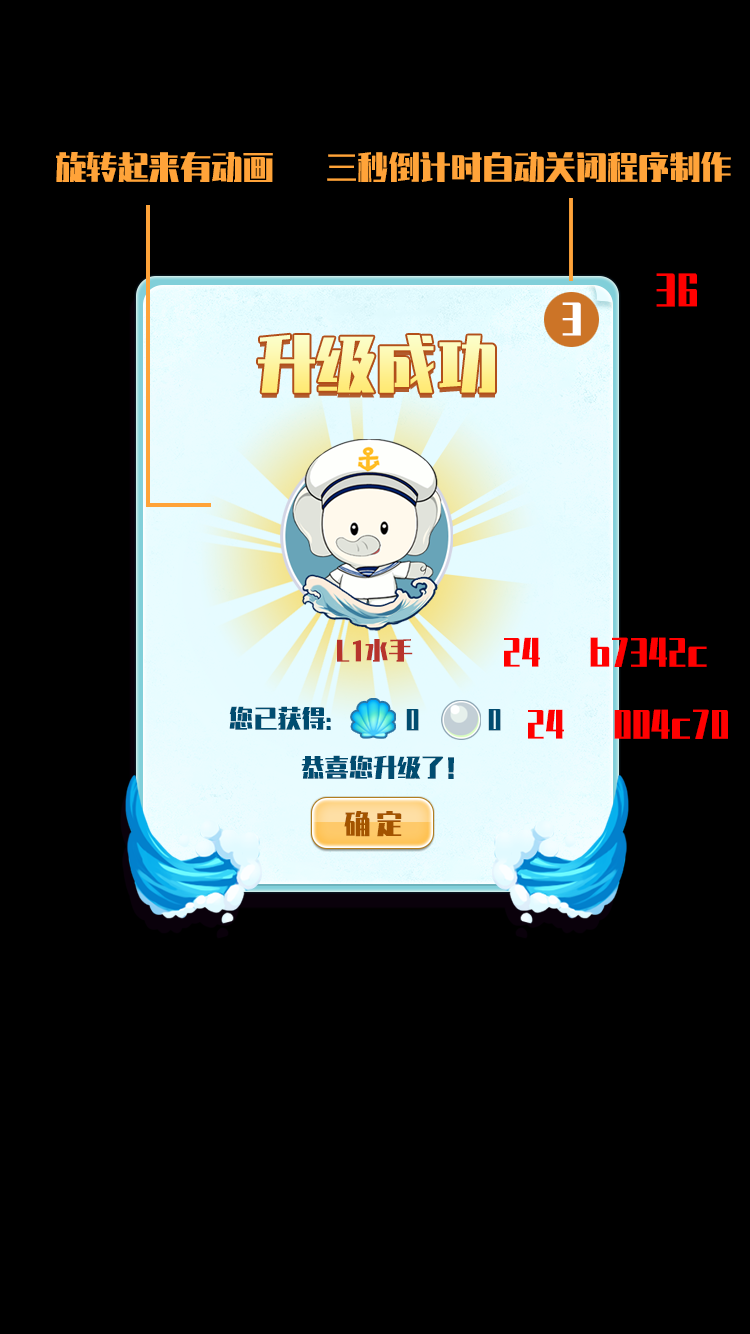 旋转起来有动画 三秒倒计时自动关闭程序制作
36
3
升级成功
L1水手 24 b7342c
您已获得: 0 0 24 004c70
恭喜您升级了!
确定